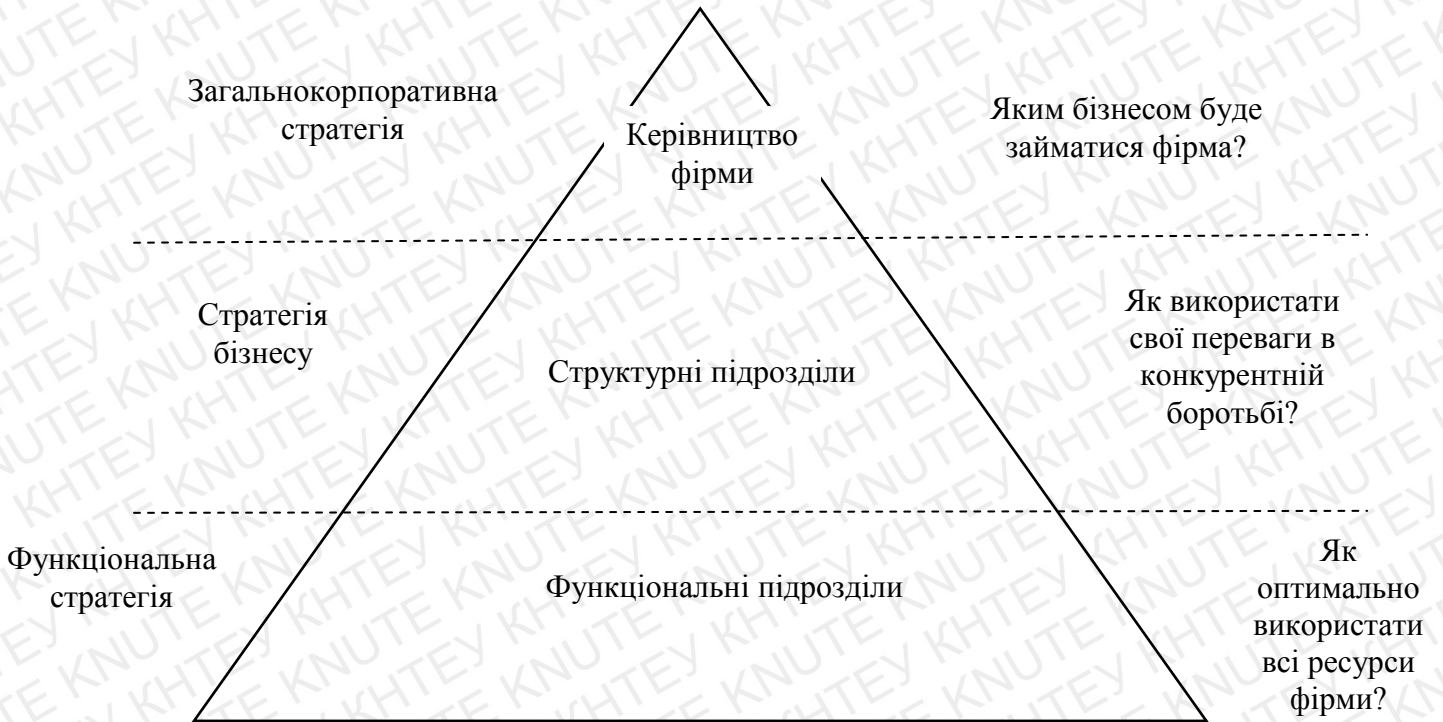 Загальнокорпоративна
стратегія
Керівництво
фірми
Яким бізнесом буде
займатися фірма?
Стратегія
бізнесу
Структурні підрозділи
Як використати
свої переваги в
конкурентній
боротьбі?
Функціональна
стратегія
Функціональні підрозділи
Як
оптимально
використати
всі ресурси
фірми?